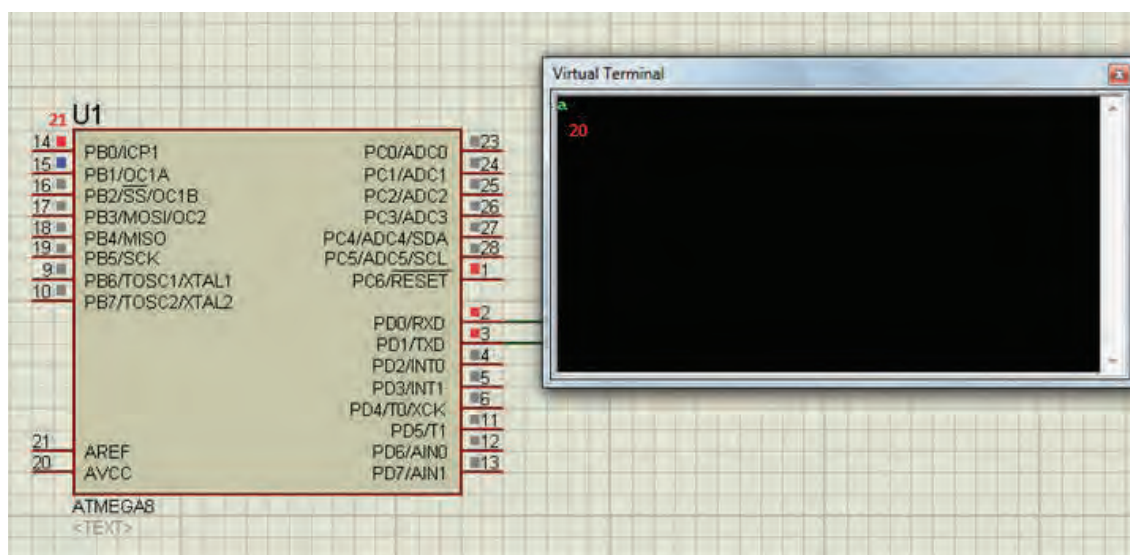 Virtual Terminal
a
20
21 U1
14 PB0/ICP1
15 PB1/OC1A
16 PB2/SS/OC1B
17 PB3/MOSI/OC2
18 PB4/MISO
19 PB5/SCK
9 PB6/TOSC1/XTAL1
10 PB7/TOSC2/XTAL2
21 AREF
20 AVCC
PC0/ADC0 23
PC1/ADC1 24
PC2/ADC2 25
PC3/ADC3 26
PC4/ADC4/SDA 27
PC5/ADC5/SCL 28
PC6/RESET 1
PD0/RXD 2
PD1/TXD 3
PD2/INT0 4
PD3/INT1 5
PD4/T0/XCK 6
PD5/T1 11
PD6/AIN0 12
PD7/AIN1 13
ATMEGA8
<TEXT>